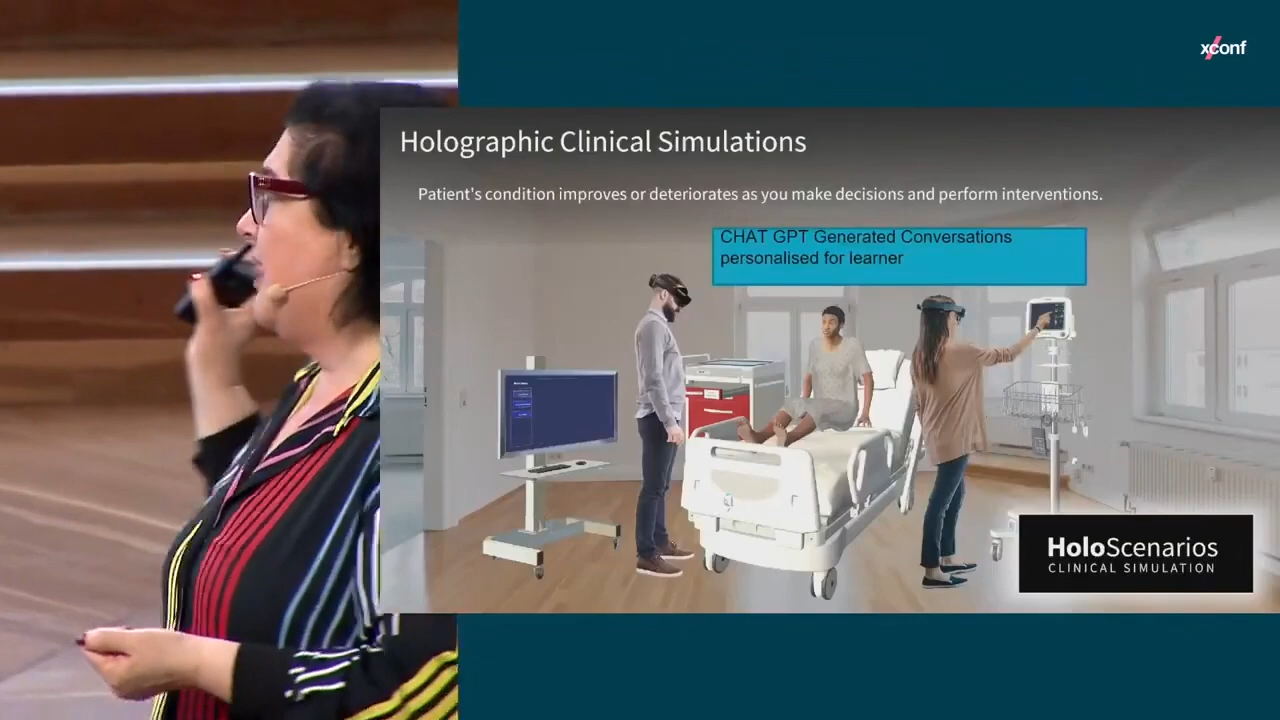 xconf
Holographic Clinical Simulations
Patient's condition improves or deteriorates as you make decisions and perform interventions.
CHAT GPT Generated Conversations
personalised for learner
HoloScenarios
CLINICAL SIMULATION